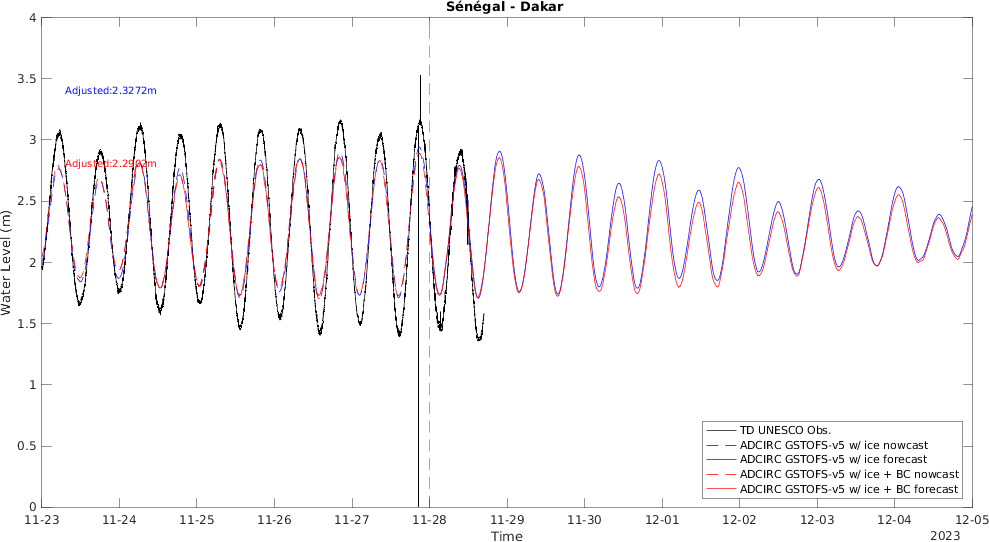 Sénégal - Dakar
4
3.5
3
2.5
2
1.5
1
0.5
0
Water Level (m)
Adjusted:2.3272m
Adjusted:2.2902m
TD UNESCO Obs.
ADCIRC GSTOFS-v5 w/ ice nowcast
ADCIRC GSTOFS-v5 w/ ice forecast
ADCIRC GSTOFS-v5 w/ ice + BC nowcast
ADCIRC GSTOFS-v5 w/ ice + BC forecast
11-23 11-24 11-25 11-26 11-27 11-28 11-29 11-30 12-01 12-02 12-03 12-04 12-05
Time
2023